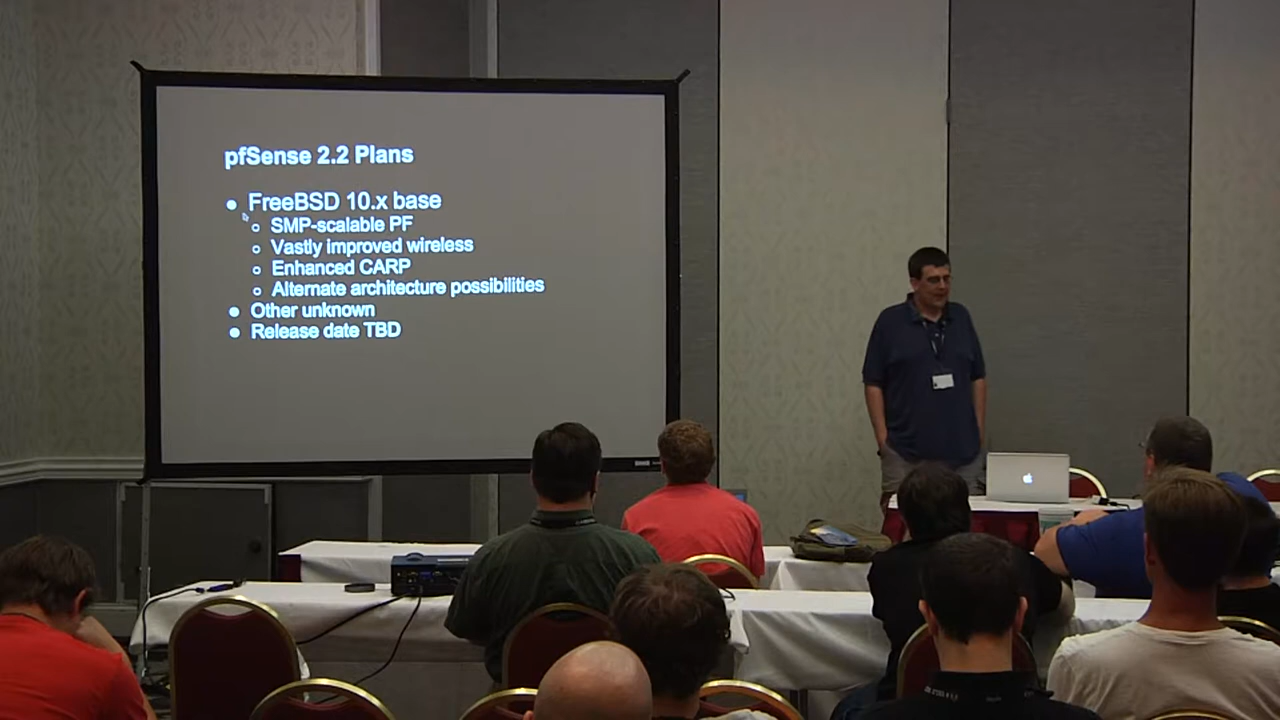 pfSense 2.2 Plans
FreeBSD 10.x base
SMP-scalable PF
Vastly improved wireless
Enhanced CARP
Alternate architecture possibilities
Other unknown
Release date TBD